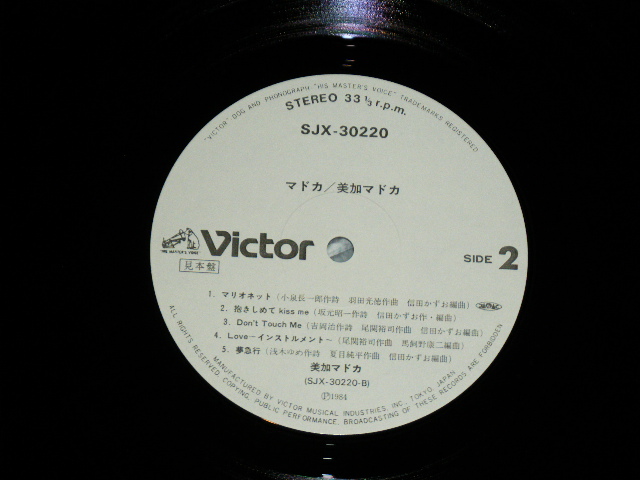 "VICTOR" DOG AND PHONOGRAPH "HIS MASTER'S VOICE" TRADEMARKS REGISTERED
STEREO 33 1/3 r.p.m.
SJX-30220
マドカ／美加マドカ
Victor
SIDE 2
見本盤
1. マリオネット（小泉長一郎作詩 羽田光徳作曲 信田かずお編曲）
2. 抱きしめて kiss me（坂元昭一作詩 信田かずお作・編曲）
3. Don't Touch Me（吉岡治作詩 尾関裕司作曲 信田かずお編曲）
4. Love－インストルメント～（尾関裕司作曲 馬飼野康二編曲）
5. 夢急行（浅木ゆめ作詩 夏目純平作曲 信田かずお編曲）
美加マドカ
(SJX-30220-B)
Ⓟ1984
MANUFACTURED BY VICTOR MUSICAL INDUSTRIES, INC., TOKYO, JAPAN
ALL RIGHTS RESERVED. COPYING, PUBLIC PERFORMANCE, BROADCASTING OF THESE RECORDS ARE FORBIDDEN